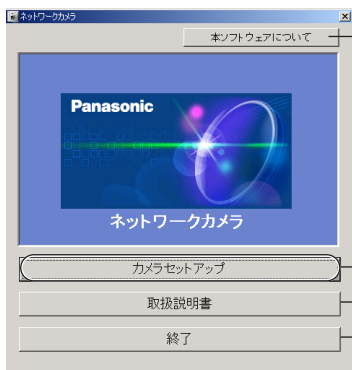 ネットワークカメラ
本ソフトウェアについて
Panasonic
ネットワークカメラ
カメラセットアップ
取扱説明書
終了